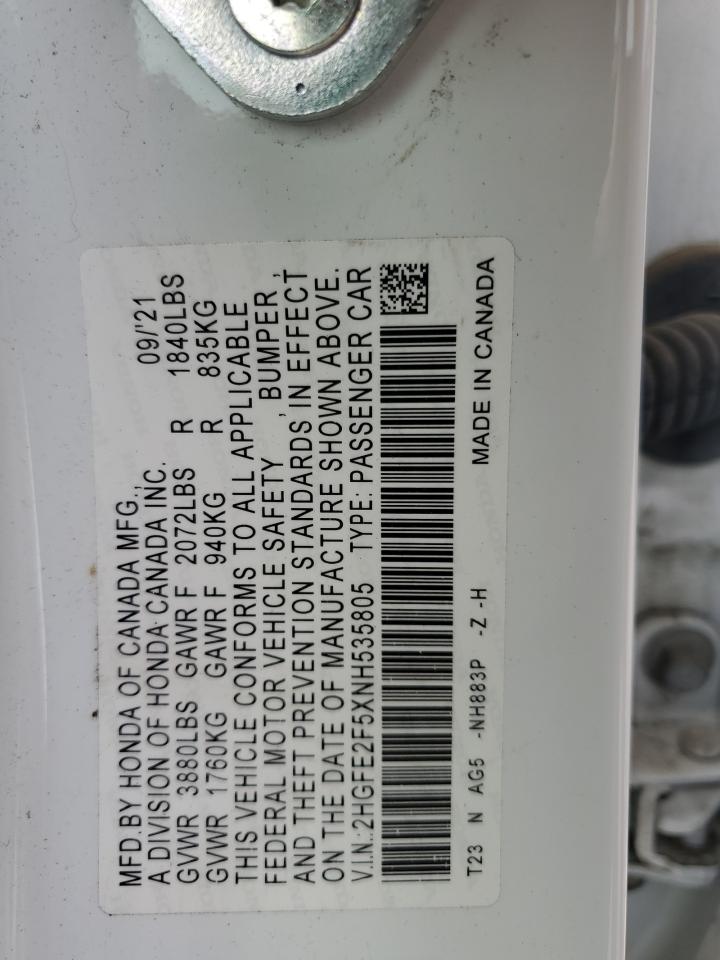 MFD.BY HONDA OF CANADA MFG., 09/'21
A DIVISION OF HONDA CANADA INC.
GVWR 3880LBS GAWR F 2072LBS R 1840LBS
GVWR 1760KG GAWR F 940KG R 835KG
THIS VEHICLE CONFORMS TO ALL APPLICABLE
FEDERAL MOTOR VEHICLE SAFETY , BUMPER ,
AND THEFT PREVENTION STANDARDS IN EFFECT
ON THE DATE OF MANUFACTURE SHOWN ABOVE.
V.I.N.:2HGFE2F5XNH535805 TYPE: PASSENGER CAR
MADE IN CANADA
T23 N AG5 -NH883P -Z -H